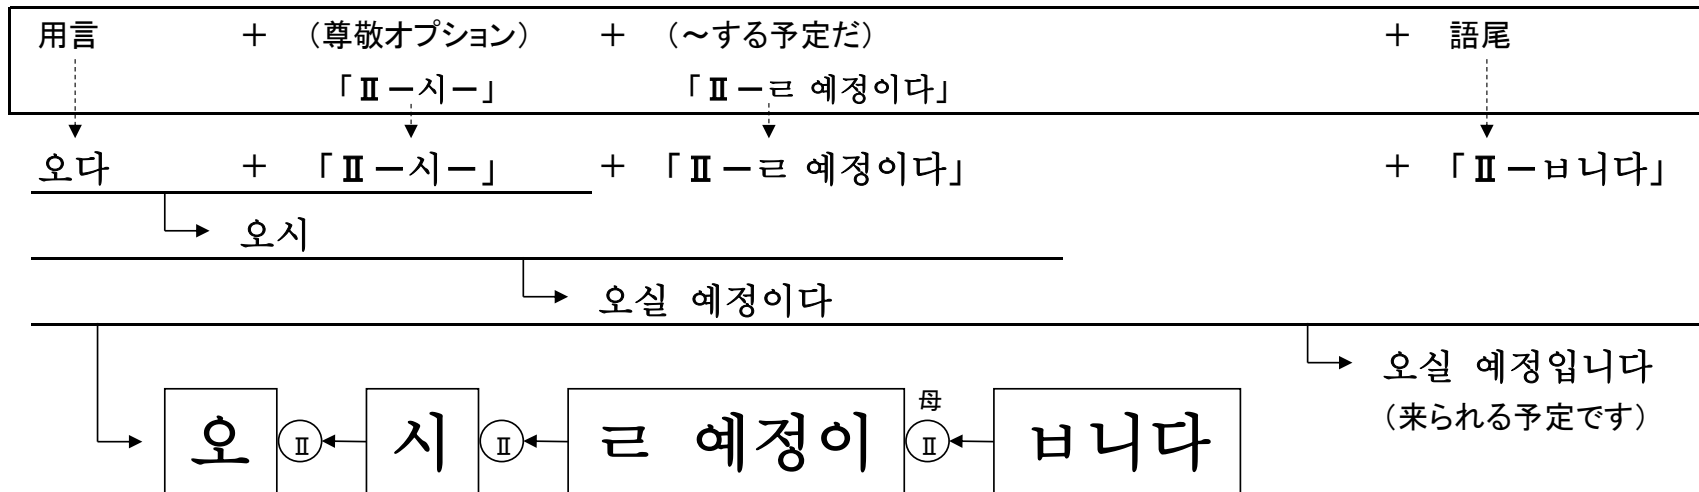 用言 ＋ （尊敬オプション） ＋ （～する予定だ） ＋ 語尾
「Ⅱ－시－」 「Ⅱ－ㄹ 예정이다」
오다 ＋ 「Ⅱ－시－」 ＋ 「Ⅱ－ㄹ 예정이다」 ＋ 「Ⅱ－ㅂ니다」
오시
오실 예정이다
오실 예정입니다
（来られる予定です）
母
오 Ⅱ 시 Ⅱ ㄹ 예정이 Ⅱ ㅂ니다